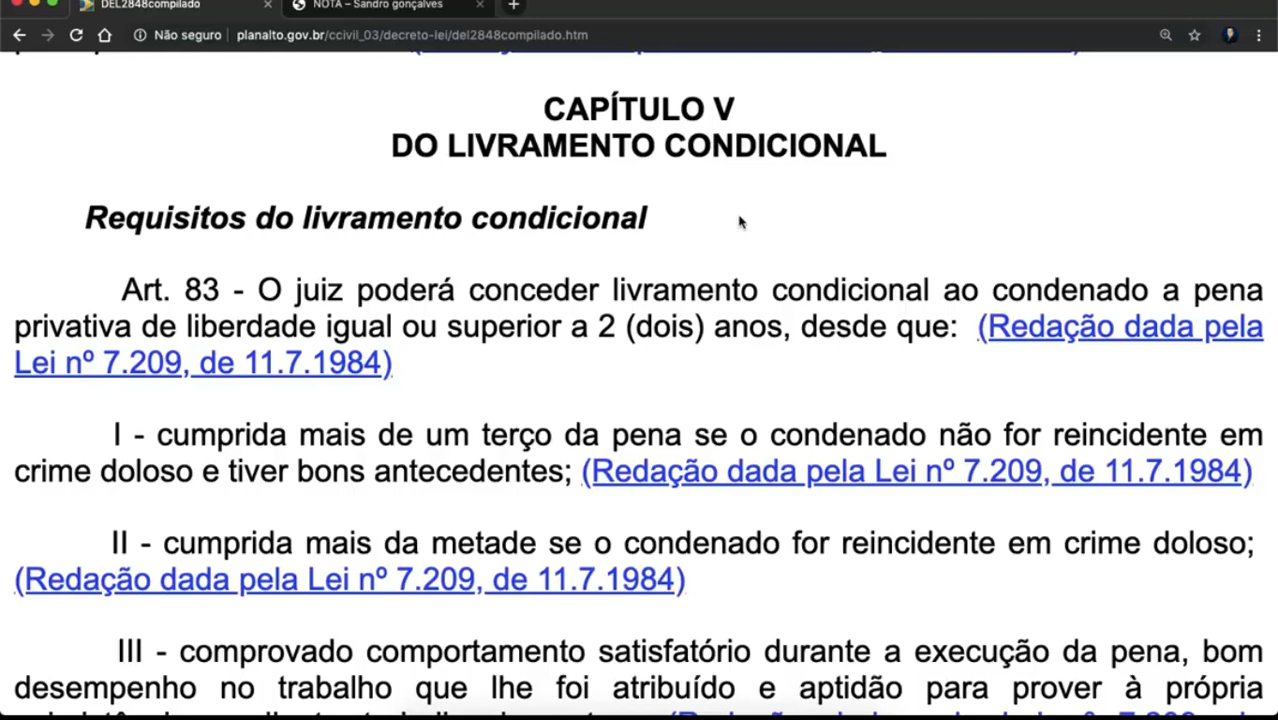 DEL2848compilado
NOTA – Sandro gonçalves
Não seguro
planalto.gov.br/ccivil_03/decreto-lei/del2848compilado.htm
CAPÍTULO V
DO LIVRAMENTO CONDICIONAL
Requisitos do livramento condicional
Art. 83 - O juiz poderá conceder livramento condicional ao condenado a pena
privativa de liberdade igual ou superior a 2 (dois) anos, desde que: (Redação dada pela
Lei nº 7.209, de 11.7.1984)
I - cumprida mais de um terço da pena se o condenado não for reincidente em
crime doloso e tiver bons antecedentes; (Redação dada pela Lei nº 7.209, de 11.7.1984)
II - cumprida mais da metade se o condenado for reincidente em crime doloso;
(Redação dada pela Lei nº 7.209, de 11.7.1984)
III - comprovado comportamento satisfatório durante a execução da pena, bom
desempenho no trabalho que lhe foi atribuído e aptidão para prover à própria